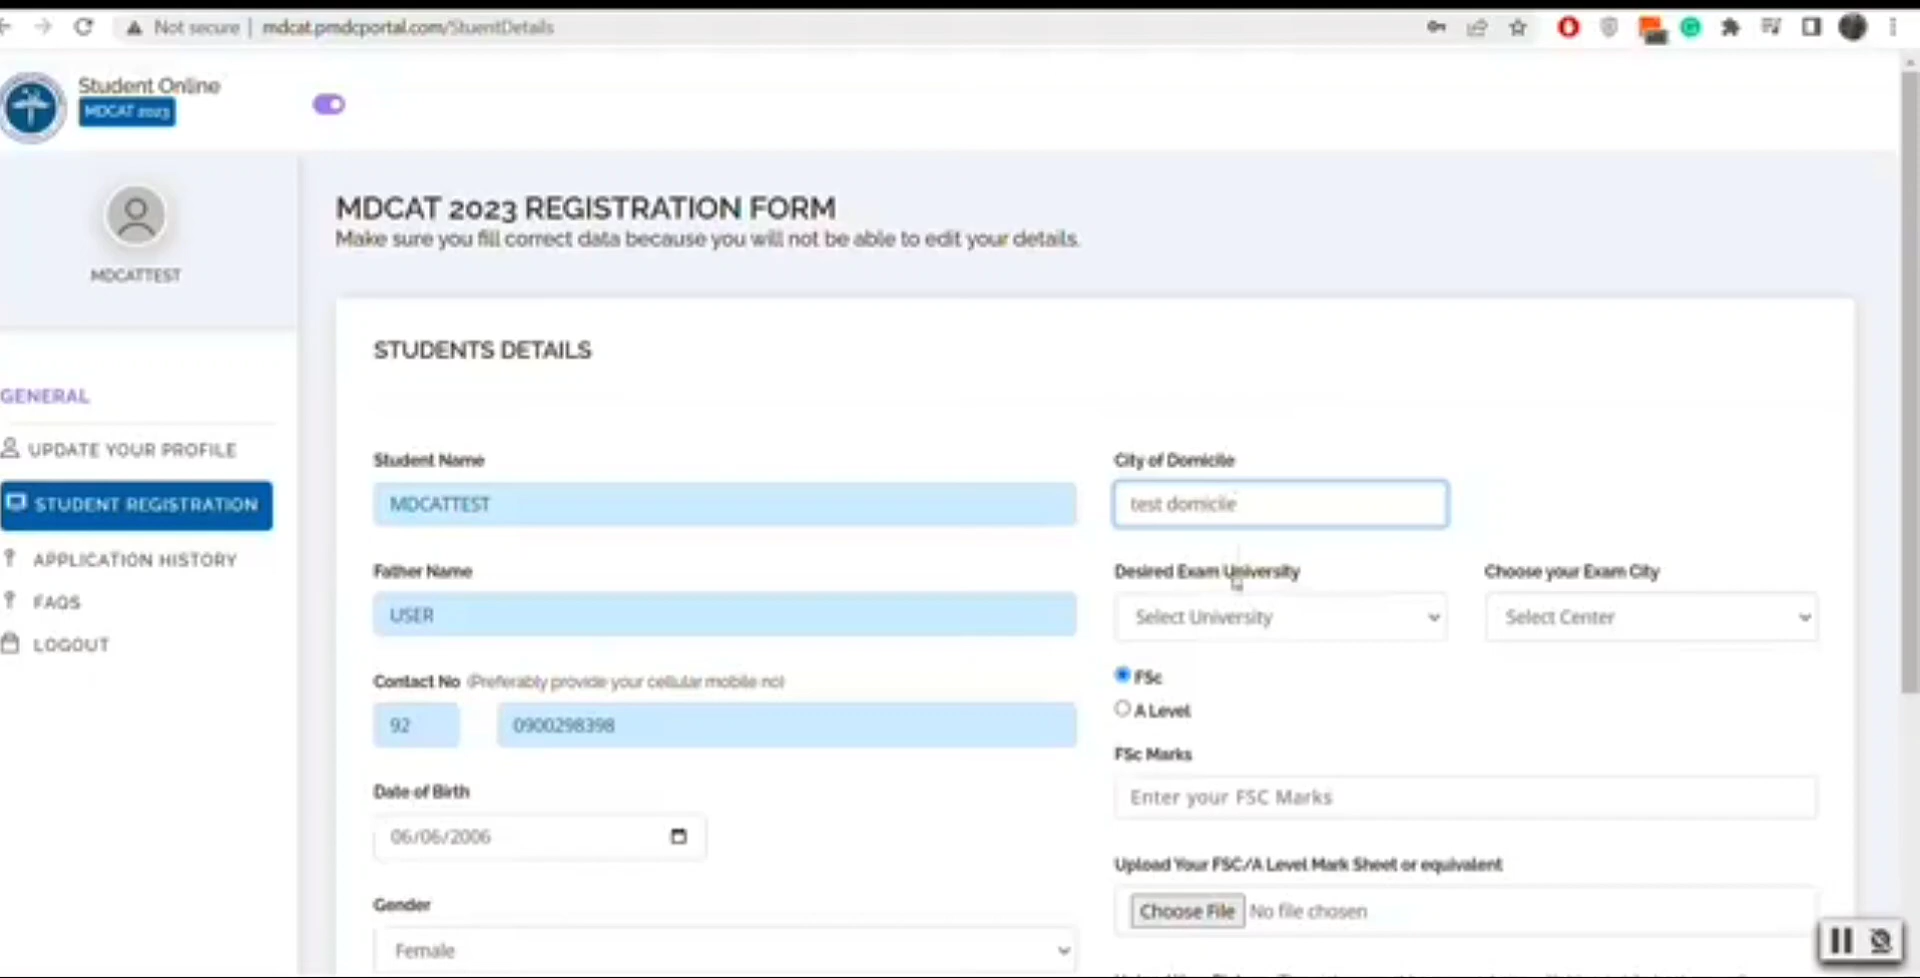 Not secure | mdcat.pmdcportal.com/StuentDetails
Student Online
MDCAT 2023
MDCATTEST
GENERAL
UPDATE YOUR PROFILE
STUDENT REGISTRATION
APPLICATION HISTORY
FAQS
LOGOUT
MDCAT 2023 REGISTRATION FORM
Make sure you fill correct data because you will not be able to edit your details.
STUDENTS DETAILS
Student Name
MDCATTEST
Father Name
USER
Contact No (Preferably provide your cellular mobile no)
92 0900298398
Date of Birth
06/06/2006
Gender
Female
City of Domicile
test domicile
Desired Exam University
Select University
Choose your Exam City
Select Center
FSc
A Level
FSc Marks
Enter your FSC Marks
Upload Your FSC/A Level Mark Sheet or equivalent
Choose File No file chosen